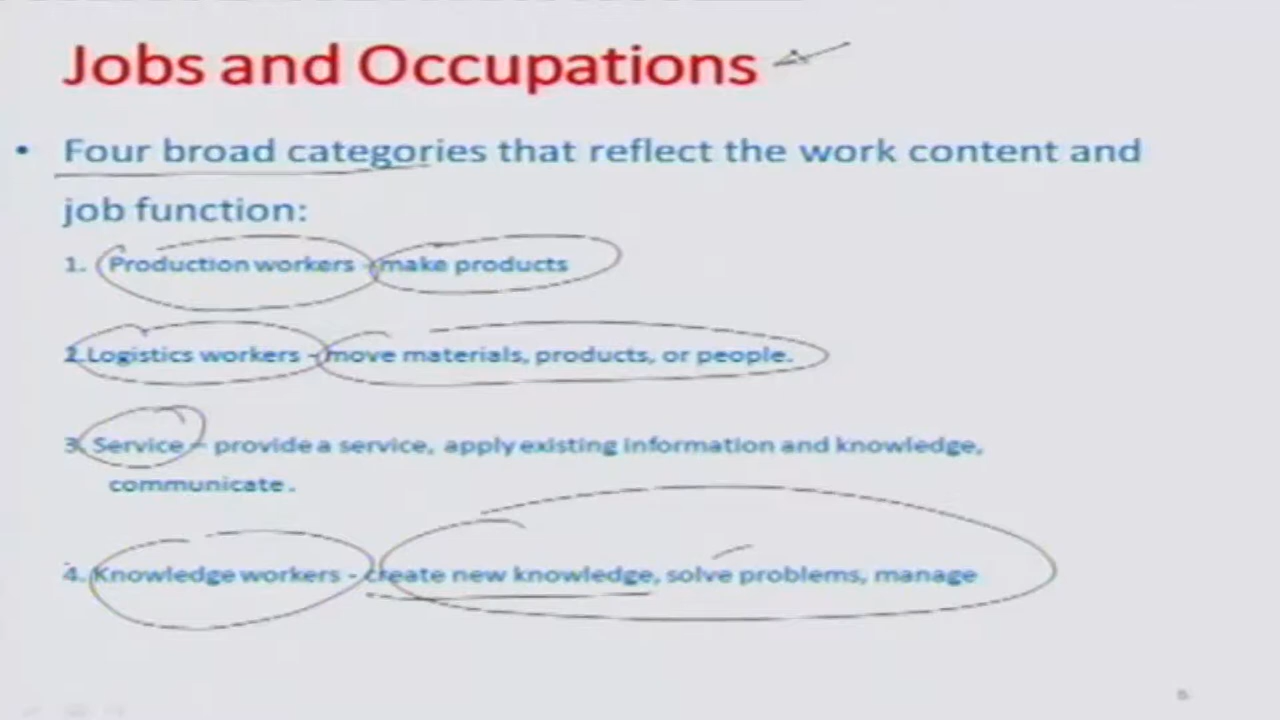 Jobs and Occupations
• Four broad categories that reflect the work content and
job function:
1. Production workers - make products
2.Logistics workers - move materials, products, or people.
3. Service – provide a service, apply existing information and knowledge,
communicate.
4. Knowledge workers - create new knowledge, solve problems, manage